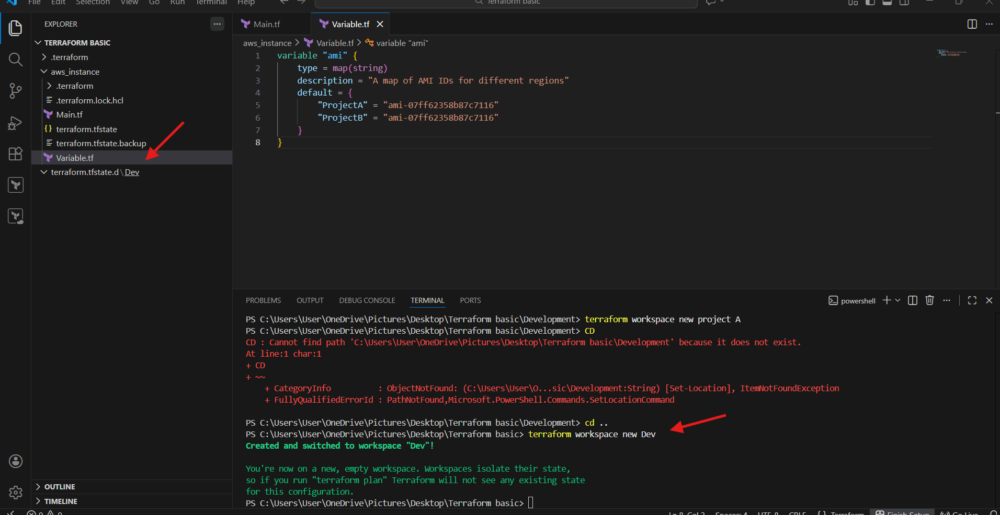 File Edit Selection View Go Run Terminal Help
Terraform basic
EXPLORER
TERRAFORM BASIC
.terraform
aws_instance
.terraform
.terraform.lock.hcl
Main.tf
terraform.tfstate
terraform.tfstate.backup
Variable.tf
terraform.tfstate.d\Dev
OUTLINE
TIMELINE
Main.tf
Variable.tf
aws_instance > Variable.tf > variable "ami"
1 variable "ami" {
2 type = map(string)
3 description = "A map of AMI IDs for different regions"
4 default = {
5 "ProjectA" = "ami-07ff62358b87c7116"
6 "ProjectB" = "ami-07ff62358b87c7116"
7 }
8 }
PROBLEMS OUTPUT DEBUG CONSOLE TERMINAL PORTS
powershell
PS C:\Users\User\OneDrive\Pictures\Desktop\Terraform basic\Development> terraform workspace new project A
PS C:\Users\User\OneDrive\Pictures\Desktop\Terraform basic\Development> CD
CD : Cannot find path 'C:\Users\User\OneDrive\Pictures\Desktop\Terraform basic\Development' because it does not exist.
At line:1 char:1
+ CD
+ ~~
+ CategoryInfo : ObjectNotFound: (C:\Users\User\O...sic\Development:String) [Set-Location], ItemNotFoundException
+ FullyQualifiedErrorId : PathNotFound,Microsoft.PowerShell.Commands.SetLocationCommand
PS C:\Users\User\OneDrive\Pictures\Desktop\Terraform basic\Development> cd ..
PS C:\Users\User\OneDrive\Pictures\Desktop\Terraform basic> terraform workspace new Dev
Created and switched to workspace "Dev"!
You're now on a new, empty workspace. Workspaces isolate their state,
so if you run "terraform plan" Terraform will not see any existing state
for this configuration.
PS C:\Users\User\OneDrive\Pictures\Desktop\Terraform basic>
0 0 Ln 8, Col 2 Spaces: 4 UTF-8 CRLF {} Terraform Finish Setup Go Live